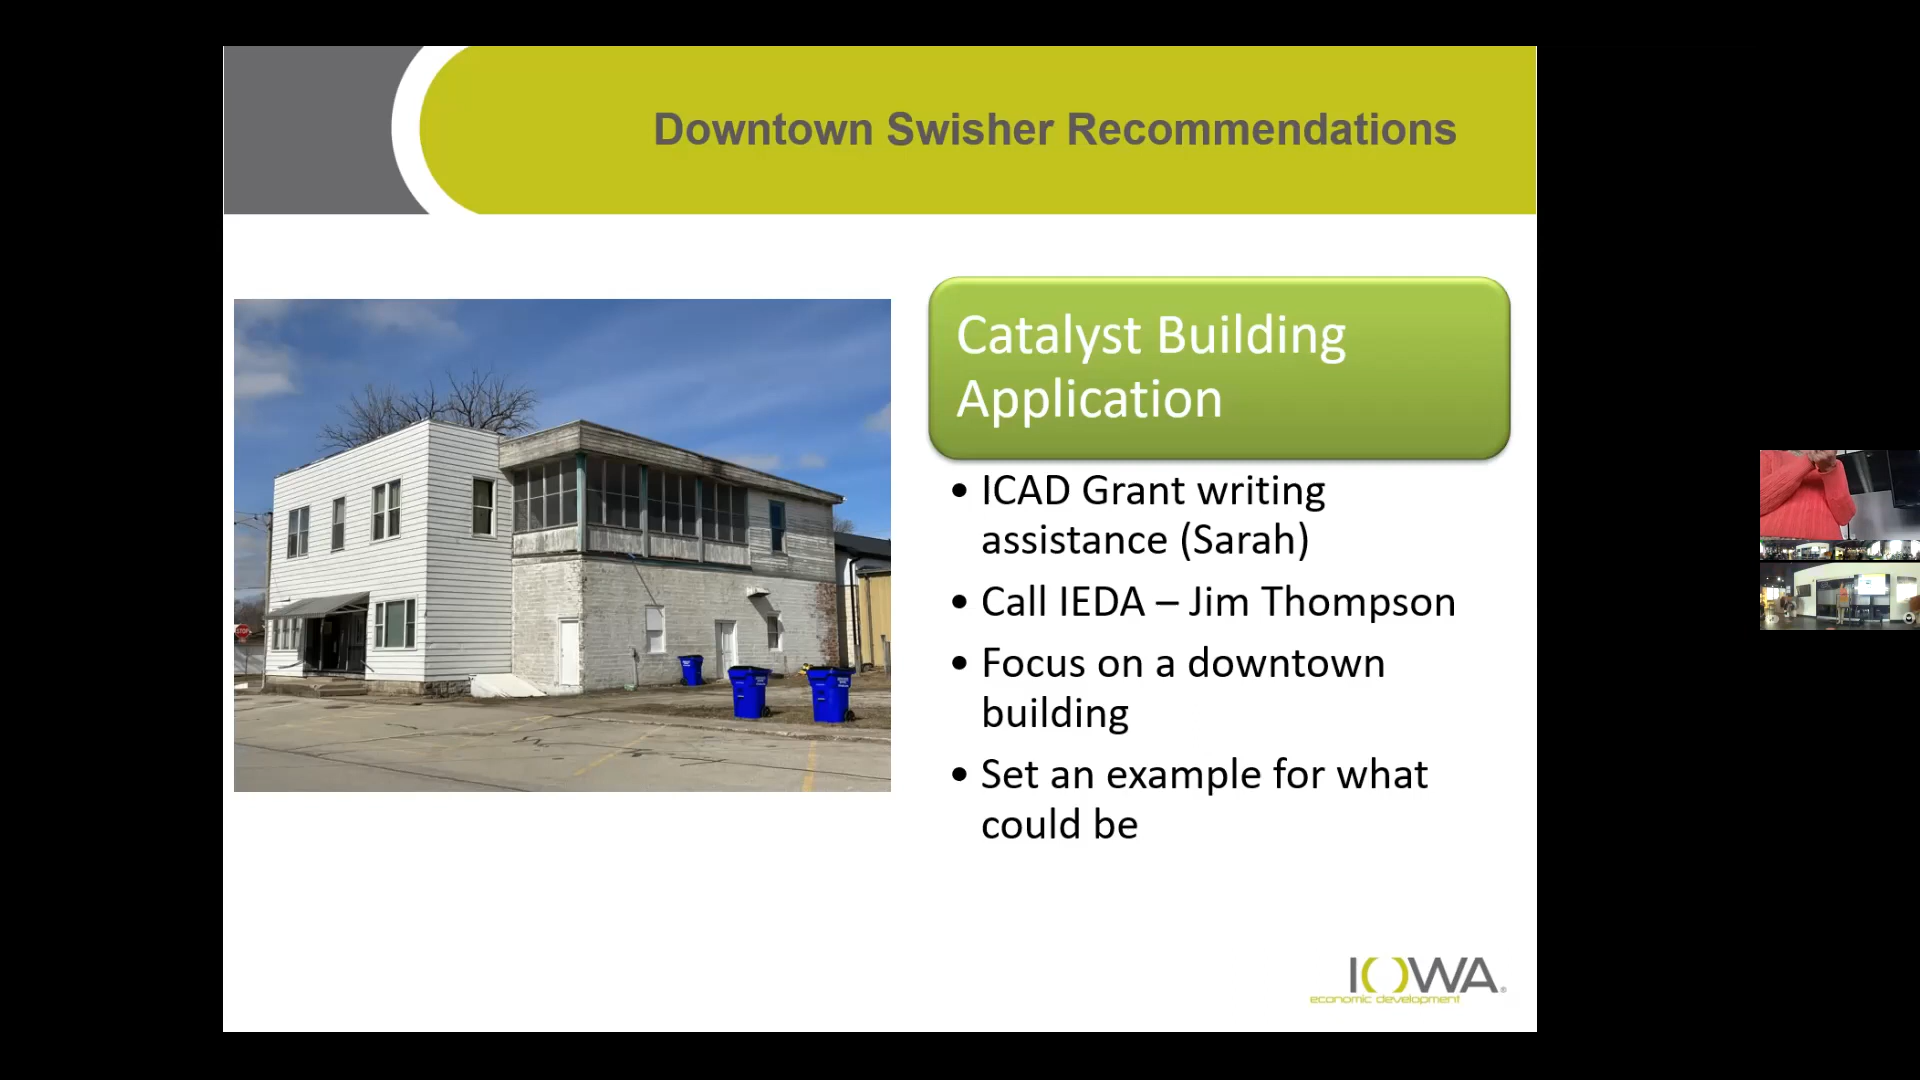 Downtown Swisher Recommendations
Catalyst Building
Application
• ICAD Grant writing
assistance (Sarah)
• Call IEDA – Jim Thompson
• Focus on a downtown
building
• Set an example for what
could be
STOP
IOWA®
economic development